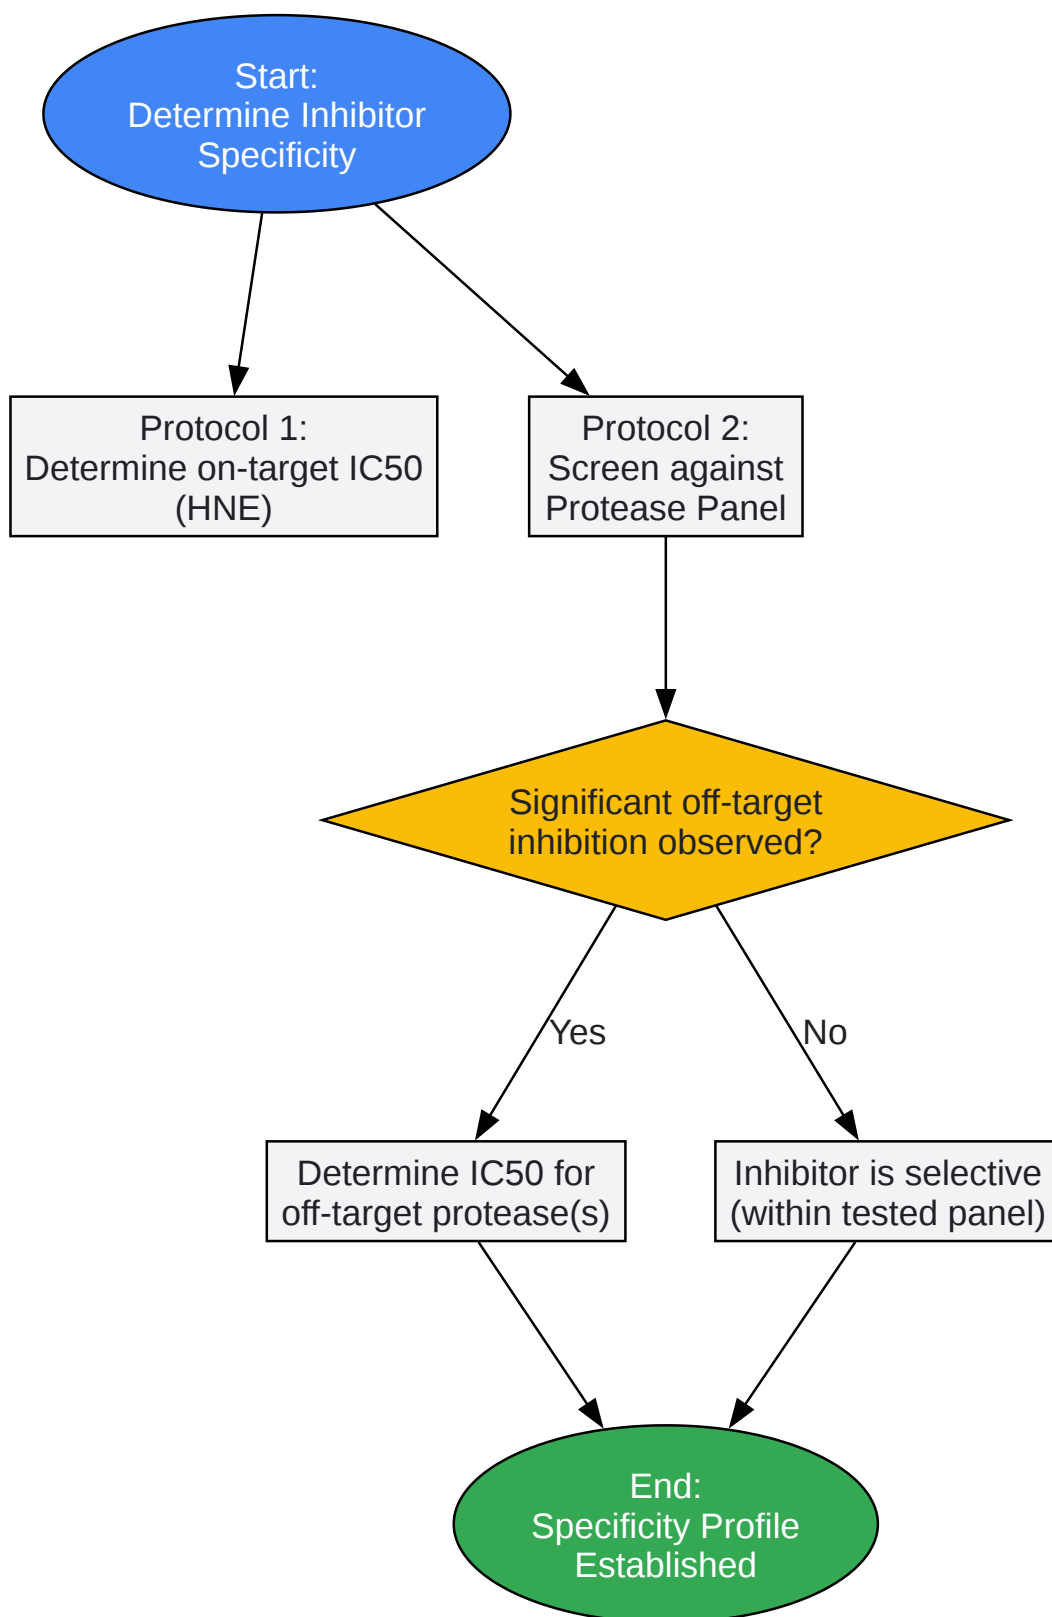 Start:
Determine Inhibitor
Specificity
Protocol 1:
Determine on-target IC50
(HNE)
Protocol 2:
Screen against
Protease Panel
Significant off-target
inhibition observed?
Yes
No
Determine IC50 for
off-target protease(s)
Inhibitor is selective
(within tested panel)
End:
Specificity Profile
Established